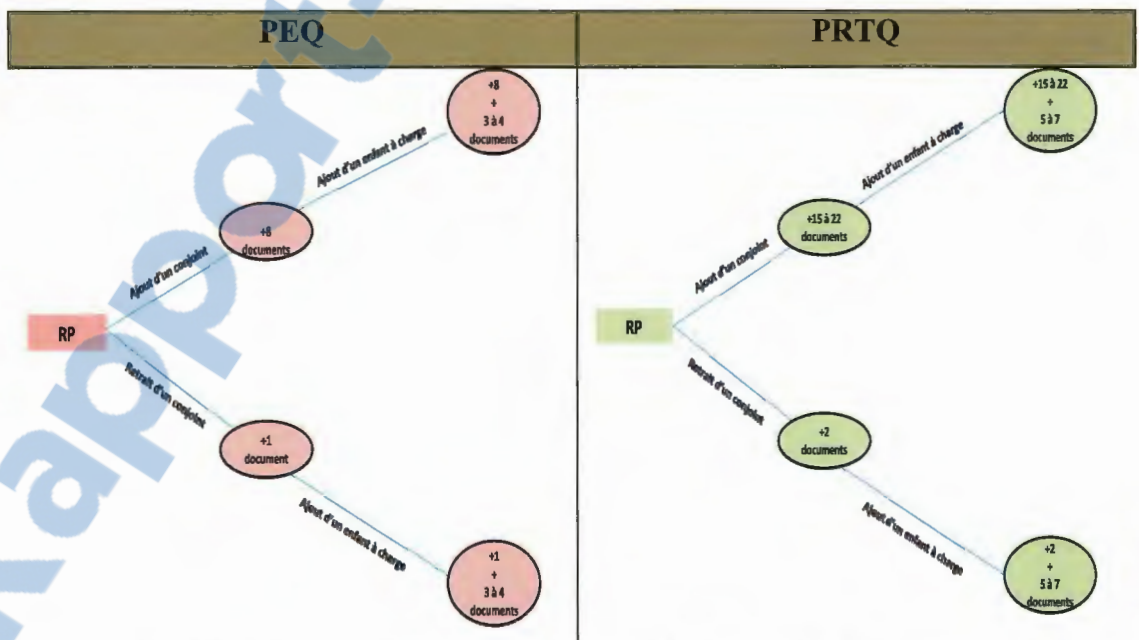 PEQ
PRTQ
+8
+
3 à 4
documents
Ajout d'un enfant à charge
+8
documents
Ajout d'un conjoint
RP
Retrait d'un conjoint
+1
document
Ajout d'un enfant à charge
+1
+
3 à 4
documents
+15 à 22
+
5 à 7
documents
Ajout d'un enfant à charge
+15 à 22
documents
Ajout d'un conjoint
RP
Retrait d'un conjoint
+2
documents
Ajout d'un enfant à charge
+2
+
5 à 7
documents